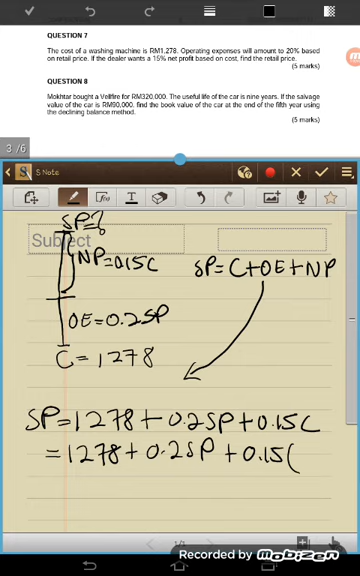 QUESTION 7
The cost of a washing machine is RM1,278. Operating expenses will amount to 20% based
on retail price. If the dealer wants a 15% net profit based on cost, find the retail price.
(5 marks)
QUESTION 8
Mokhtar bought a Vellfire for RM320,000. The useful life of the car is nine years. If the salvage
value of the car is RM90,000, find the book value of the car at the end of the fifth year using
the declining balance method.
(5 marks)
3 / 6
S Note
SP=?
Subject
NP=0.15C
SP=C+OE+NP
OE=0.2SP
C=1278
SP=1278+0.2SP+0.15C
=1278+0.2SP+0.15(
1/1
Recorded by Mobizen